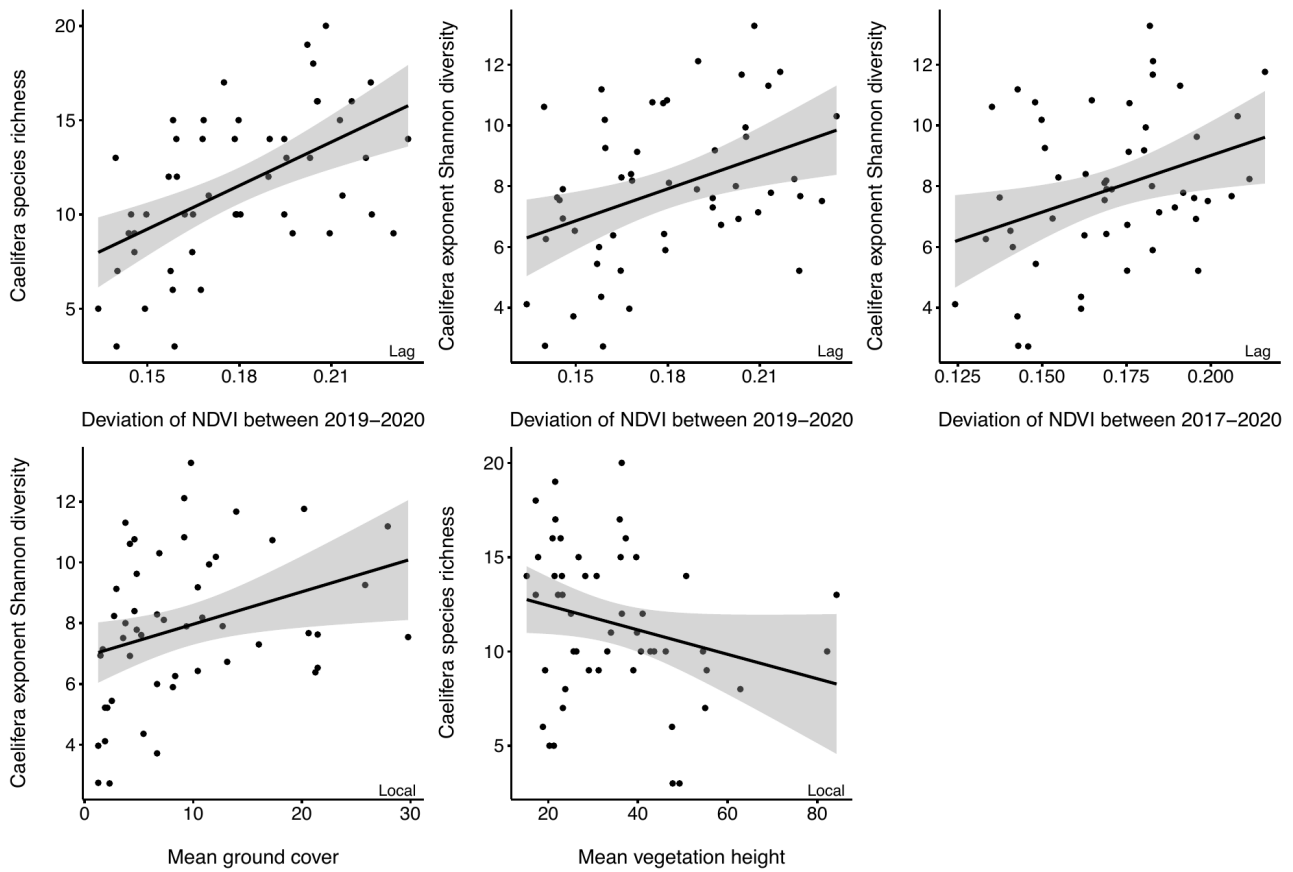 Caelifera species richness
20
15
10
5
Lag
0.15
0.18
0.21
Deviation of NDVI between 2019–2020
Caelifera exponent Shannon diversity
12
10
8
6
4
Lag
0.15
0.18
0.21
Deviation of NDVI between 2019–2020
Caelifera exponent Shannon diversity
12
10
8
6
4
Lag
0.125
0.150
0.175
0.200
Deviation of NDVI between 2017–2020
Caelifera exponent Shannon diversity
12
10
8
6
4
Local
0
10
20
30
Mean ground cover
Caelifera species richness
20
15
10
5
Local
20
40
60
80
Mean vegetation height